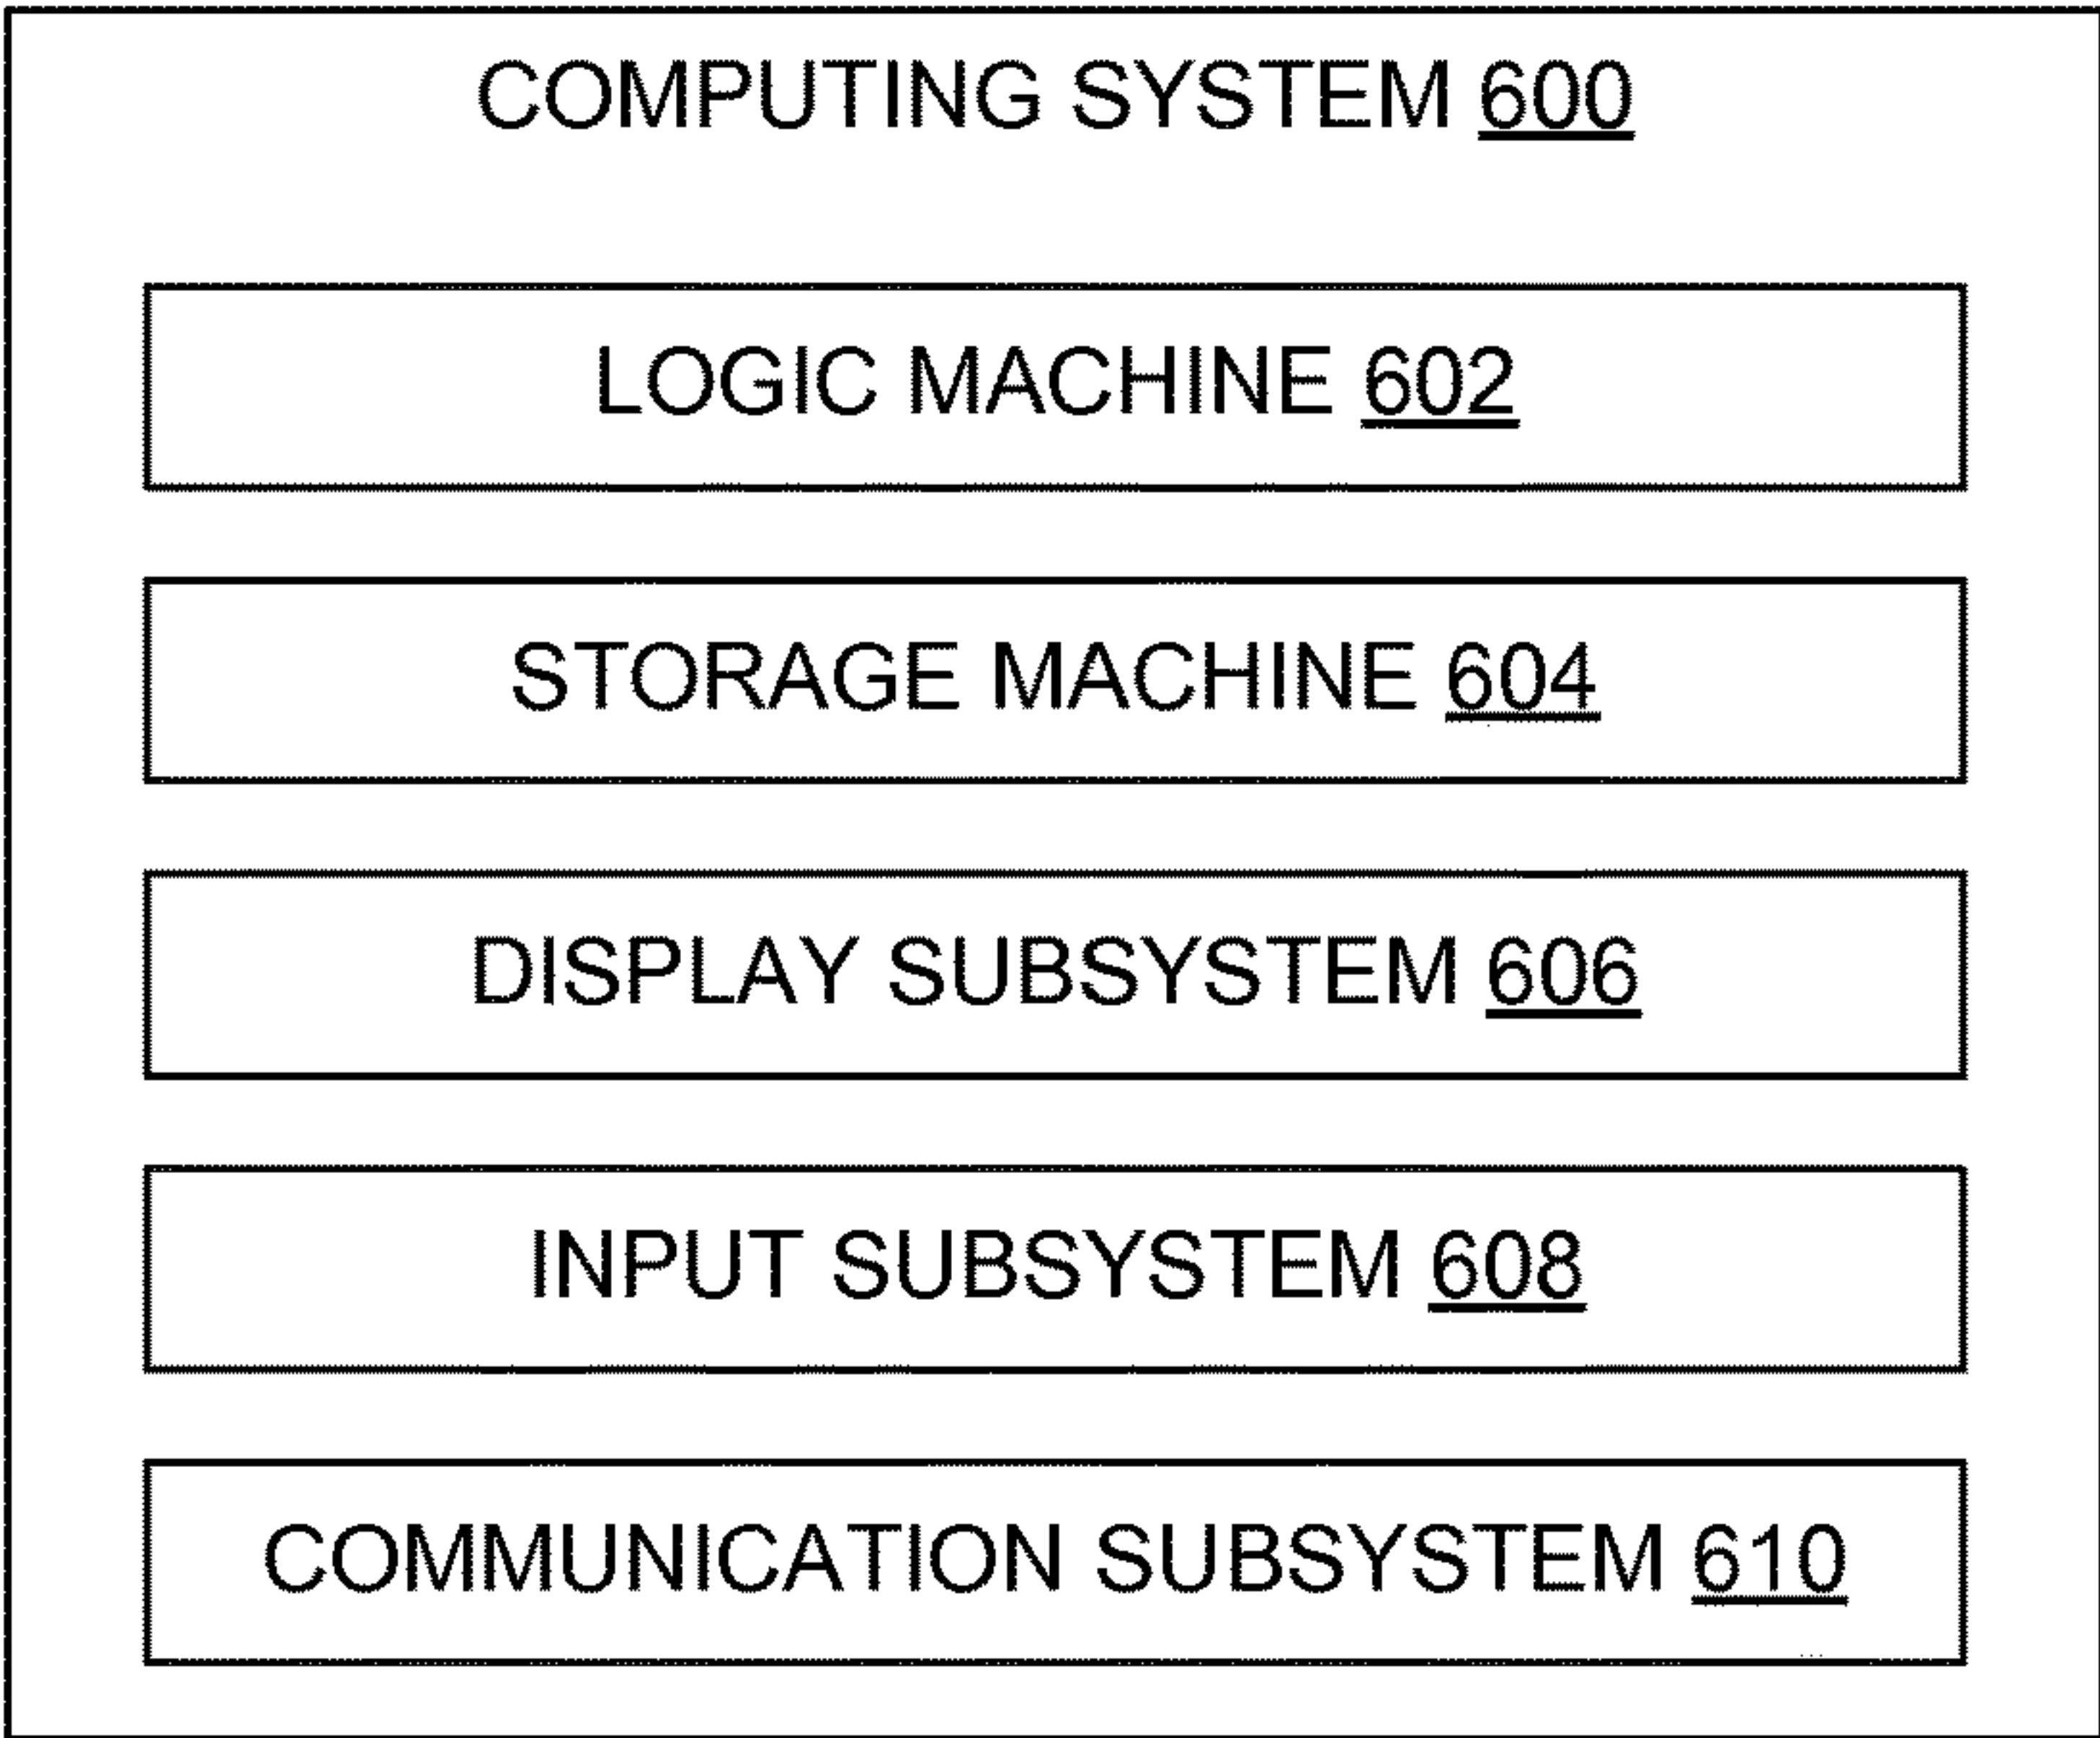 COMPUTING SYSTEM 600
LOGIC MACHINE 602
STORAGE MACHINE 604
DISPLAY SUBSYSTEM 606
INPUT SUBSYSTEM 608
COMMUNICATION SUBSYSTEM 610